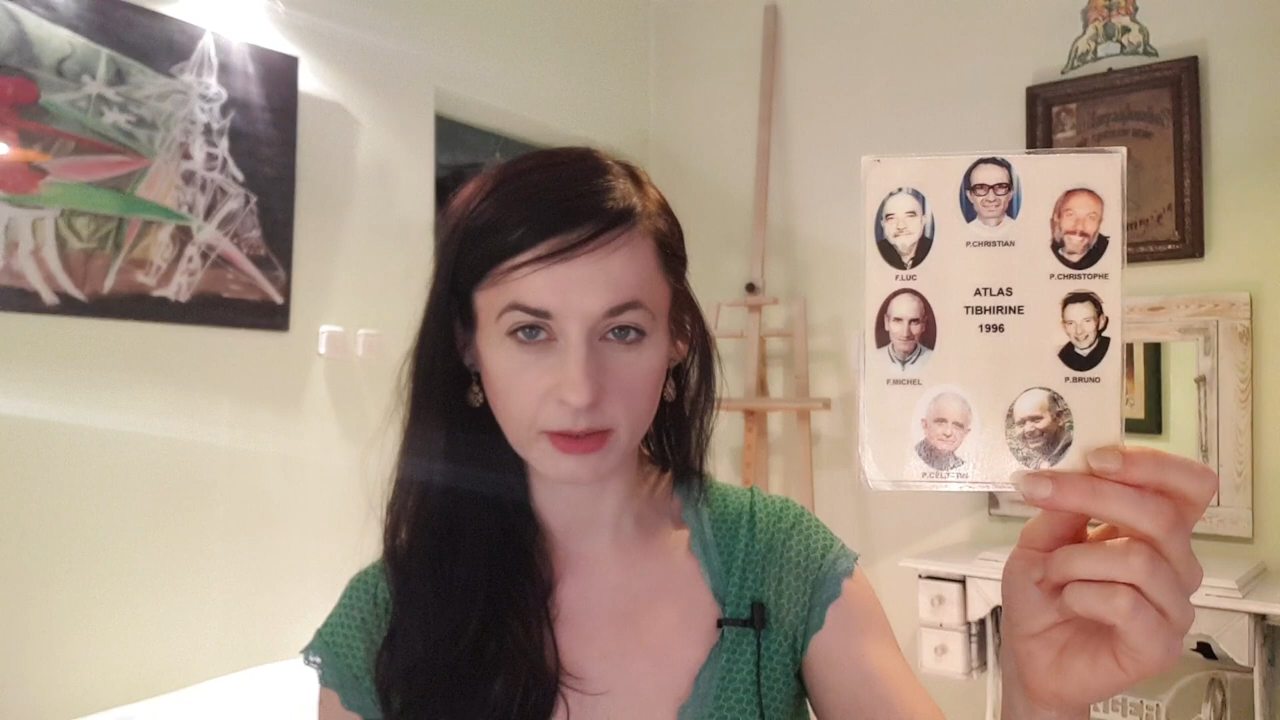 P.CHRISTIAN
F.LUC
P.CHRISTOPHE
ATLAS
TIBHIRINE
1996
F.MICHEL
P.BRUNO